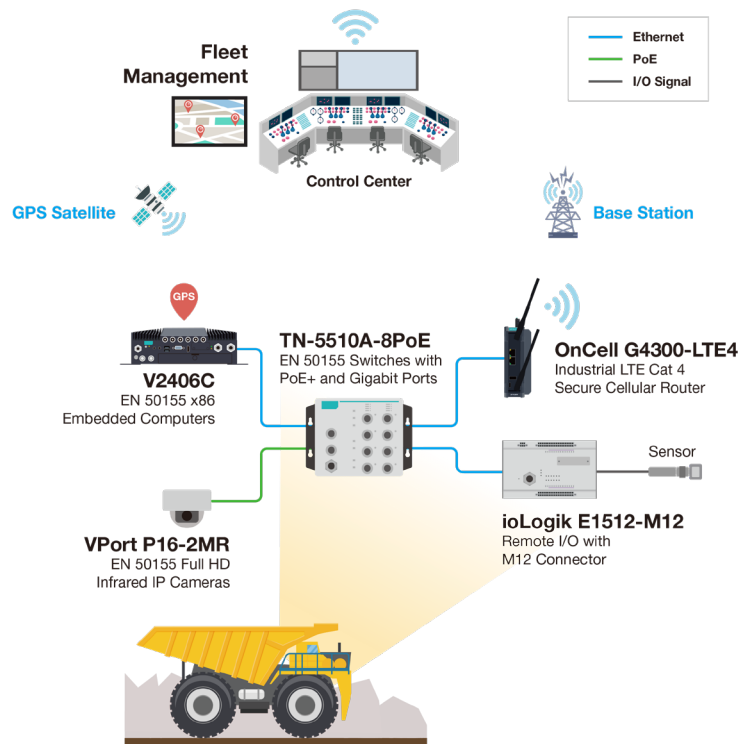 Fleet
Management
Ethernet
PoE
I/O Signal
Control Center
GPS Satellite
Base Station
GPS
V2406C
EN 50155 x86
Embedded Computers
TN-5510A-8PoE
EN 50155 Switches with
PoE+ and Gigabit Ports
OnCell G4300-LTE4
Industrial LTE Cat 4
Secure Cellular Router
Sensor
VPort P16-2MR
EN 50155 Full HD
Infrared IP Cameras
ioLogik E1512-M12
Remote I/O with
M12 Connector